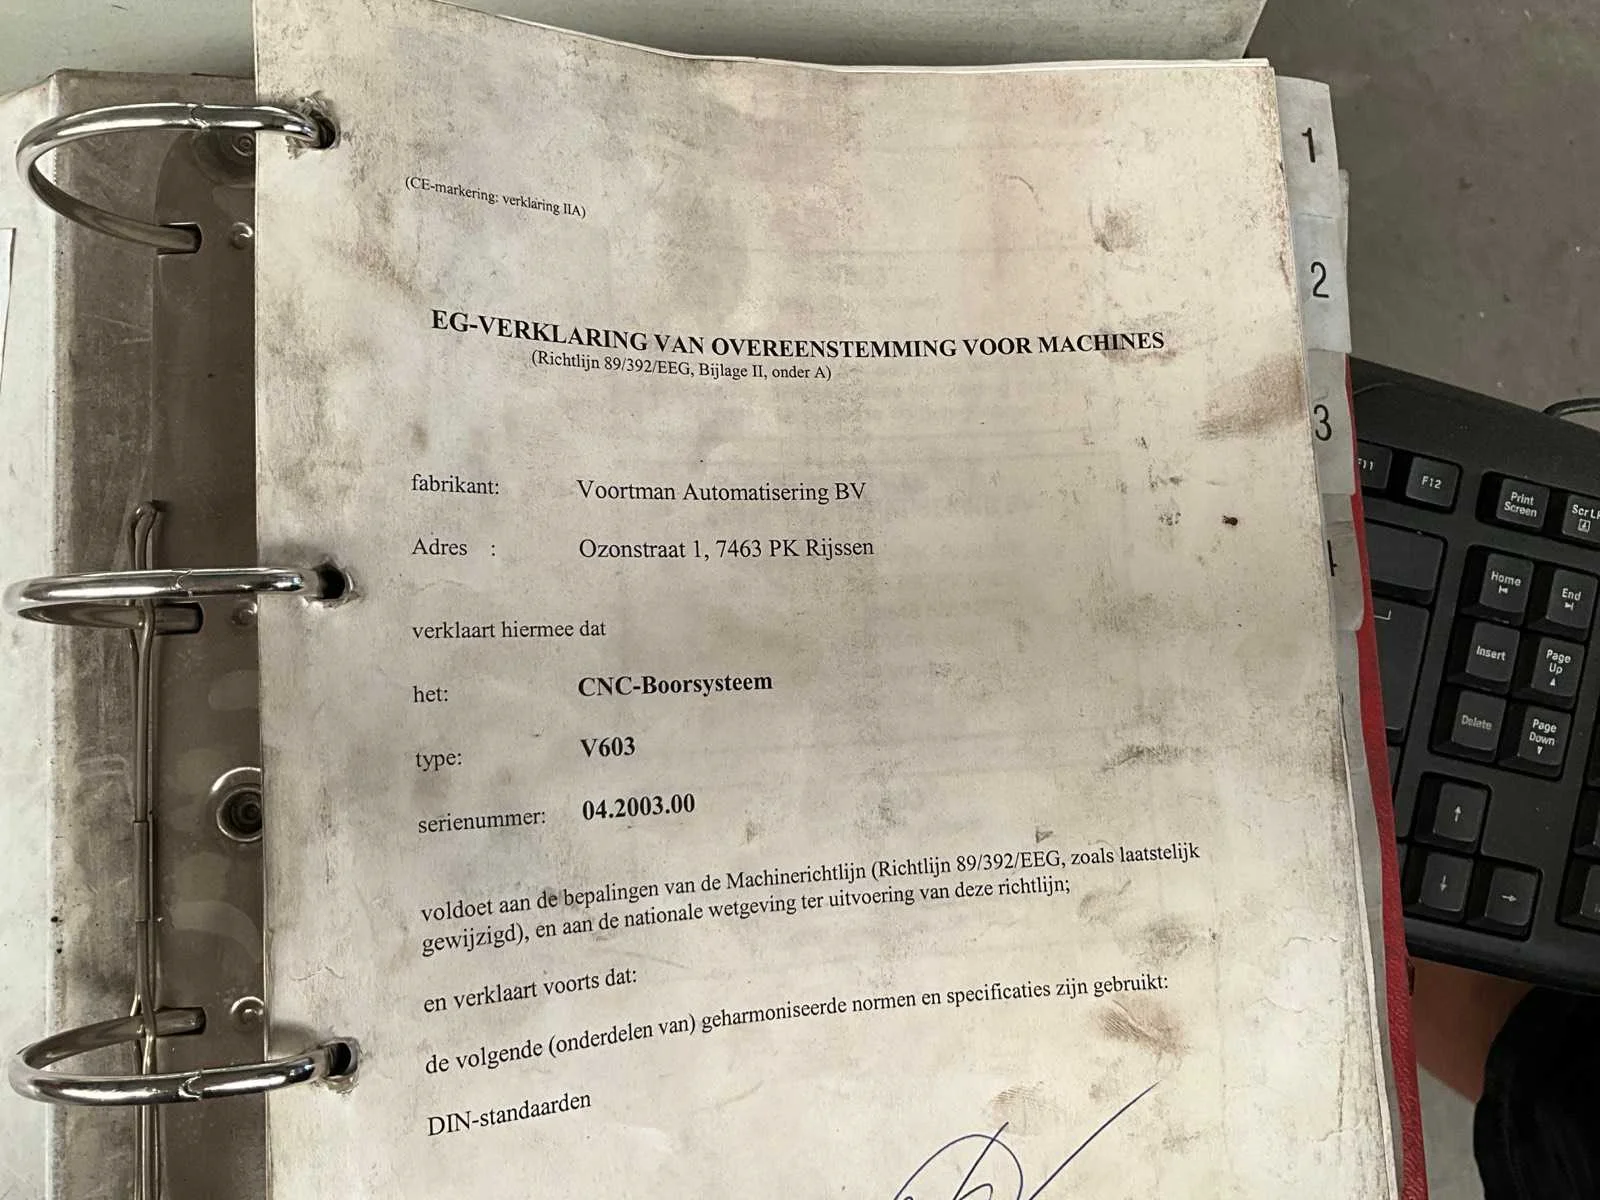 (CE-markering: verklaring IIA)
EG-VERKLARING VAN OVEREENSTEMMING VOOR MACHINES
(Richtlijn 89/392/EEG, Bijlage II, onder A)
fabrikant: Voortman Automatisering BV
Adres : Ozonstraat 1, 7463 PK Rijssen
verklaart hiermee dat
het: CNC-Boorsysteem
type: V603
serienummer: 04.2003.00
voldoet aan de bepalingen van de Machinerichtlijn (Richtlijn 89/392/EEG, zoals laatstelijk
gewijzigd), en aan de nationale wetgeving ter uitvoering van deze richtlijn;
en verklaart voorts dat:
de volgende (onderdelen van) geharmoniseerde normen en specificaties zijn gebruikt:
DIN-standaarden
1
2
3
F11
F12
Print
Screen
Home
End
Insert
Page
Up
Delete
Page
Down